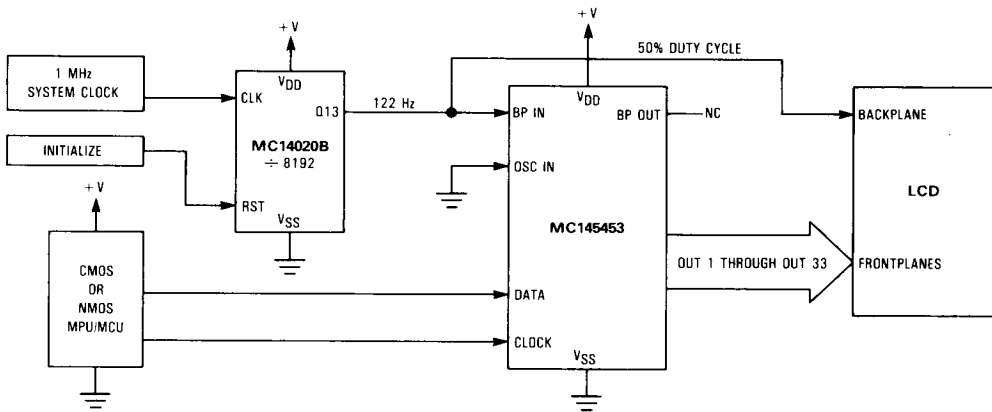 + V
+ V
50% DUTY CYCLE
1 MHz
SYSTEM CLOCK
VDD
CLK
Q13
122 Hz
MC14020B
÷ 8192
INITIALIZE
RST
VSS
VDD
BP IN
BP OUT
NC
OSC IN
MC145453
BACKPLANE
LCD
FRONTPLANES
OUT 1 THROUGH OUT 33
+ V
CMOS
OR
NMOS
MPU/MCU
DATA
CLOCK
VSS